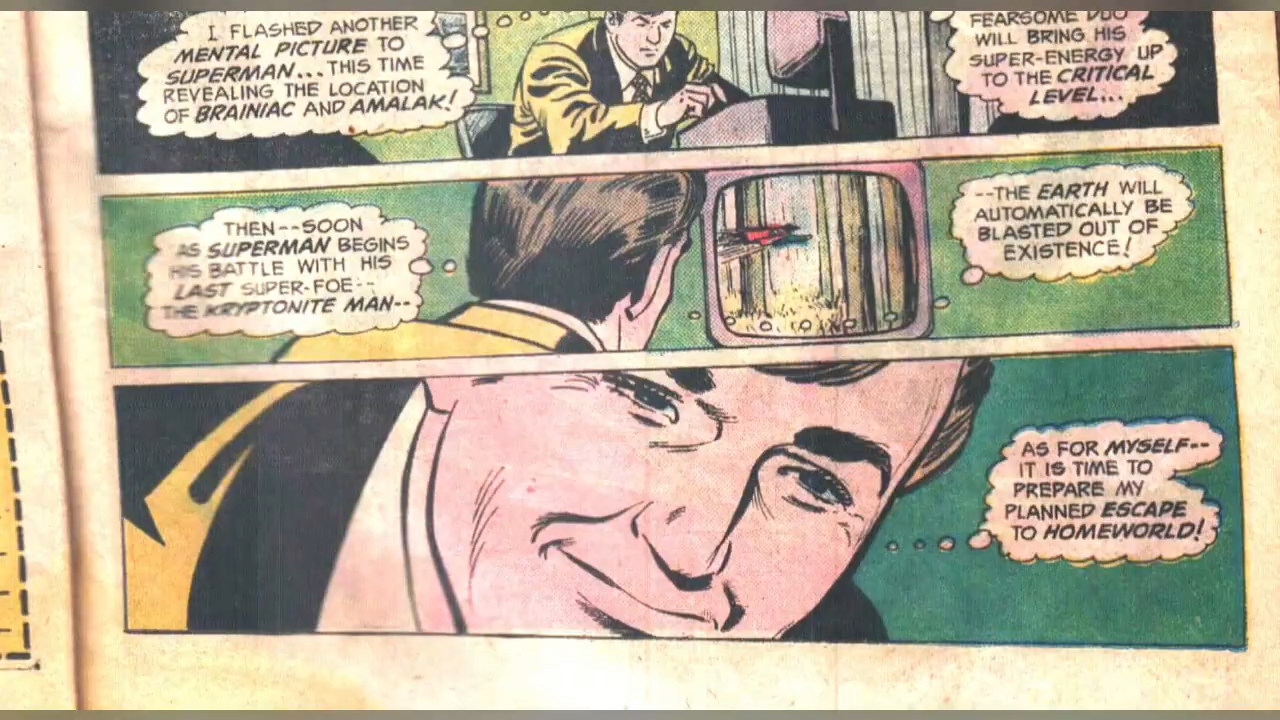 I FLASHED ANOTHER
MENTAL PICTURE TO
SUPERMAN...THIS TIME
REVEALING THE LOCATION
OF BRAINIAC AND AMALAK!
FEARSOME DUO
WILL BRING HIS
SUPER-ENERGY UP
TO THE CRITICAL
LEVEL...
THEN--SOON
AS SUPERMAN BEGINS
HIS BATTLE WITH HIS
LAST SUPER-FOE--
THE KRYPTONITE MAN--
--THE EARTH WILL
AUTOMATICALLY BE
BLASTED OUT OF
EXISTENCE!
AS FOR MYSELF--
IT IS TIME TO
PREPARE MY
PLANNED ESCAPE
TO HOMEWORLD!